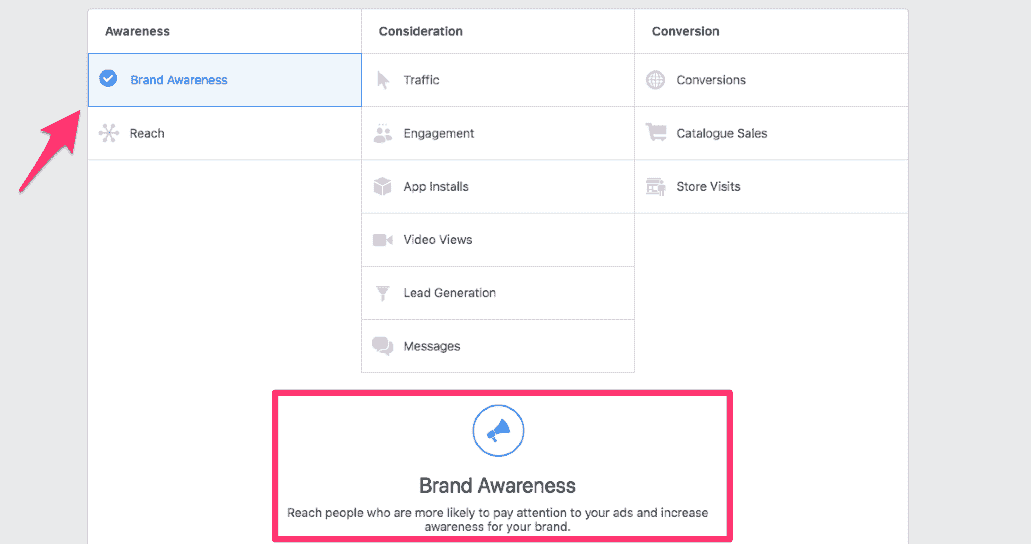 Awareness
Consideration
Conversion
Brand Awareness
Traffic
Conversions
Reach
Engagement
Catalogue Sales
App Installs
Store Visits
Video Views
Lead Generation
Messages
Brand Awareness
Reach people who are more likely to pay attention to your ads and increase
awareness for your brand.